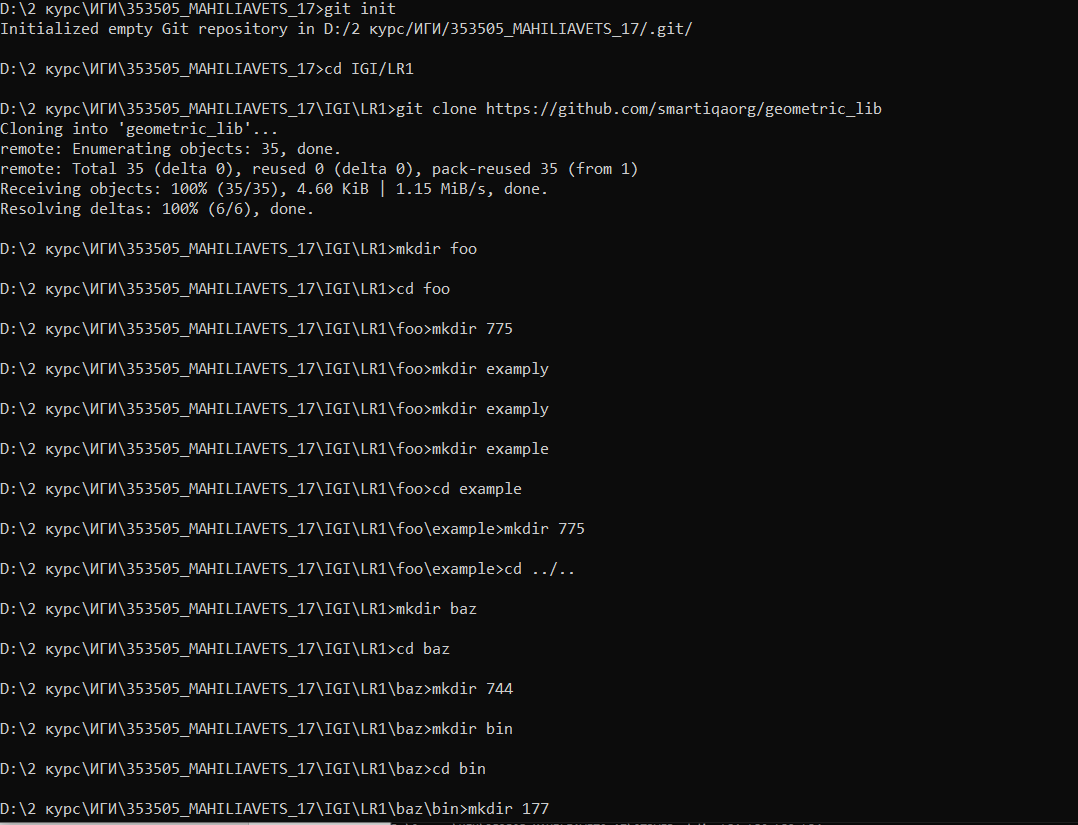 D:\2 курс\ИГИ\353505_MAHILIAVETS_17>git init
Initialized empty Git repository in D:/2 курс/ИГИ/353505_MAHILIAVETS_17/.git/
D:\2 курс\ИГИ\353505_MAHILIAVETS_17>cd IGI/LR1
D:\2 курс\ИГИ\353505_MAHILIAVETS_17\IGI\LR1>git clone https://github.com/smartiqaorg/geometric_lib
Cloning into 'geometric_lib'...
remote: Enumerating objects: 35, done.
remote: Total 35 (delta 0), reused 0 (delta 0), pack-reused 35 (from 1)
Receiving objects: 100% (35/35), 4.60 KiB | 1.15 MiB/s, done.
Resolving deltas: 100% (6/6), done.
D:\2 курс\ИГИ\353505_MAHILIAVETS_17\IGI\LR1>mkdir foo
D:\2 курс\ИГИ\353505_MAHILIAVETS_17\IGI\LR1>cd foo
D:\2 курс\ИГИ\353505_MAHILIAVETS_17\IGI\LR1\foo>mkdir 775
D:\2 курс\ИГИ\353505_MAHILIAVETS_17\IGI\LR1\foo>mkdir examply
D:\2 курс\ИГИ\353505_MAHILIAVETS_17\IGI\LR1\foo>mkdir examply
D:\2 курс\ИГИ\353505_MAHILIAVETS_17\IGI\LR1\foo>mkdir example
D:\2 курс\ИГИ\353505_MAHILIAVETS_17\IGI\LR1\foo>cd example
D:\2 курс\ИГИ\353505_MAHILIAVETS_17\IGI\LR1\foo\example>mkdir 775
D:\2 курс\ИГИ\353505_MAHILIAVETS_17\IGI\LR1\foo\example>cd ../..
D:\2 курс\ИГИ\353505_MAHILIAVETS_17\IGI\LR1>mkdir baz
D:\2 курс\ИГИ\353505_MAHILIAVETS_17\IGI\LR1>cd baz
D:\2 курс\ИГИ\353505_MAHILIAVETS_17\IGI\LR1\baz>mkdir 744
D:\2 курс\ИГИ\353505_MAHILIAVETS_17\IGI\LR1\baz>mkdir bin
D:\2 курс\ИГИ\353505_MAHILIAVETS_17\IGI\LR1\baz>cd bin
D:\2 курс\ИГИ\353505_MAHILIAVETS_17\IGI\LR1\baz\bin>mkdir 177